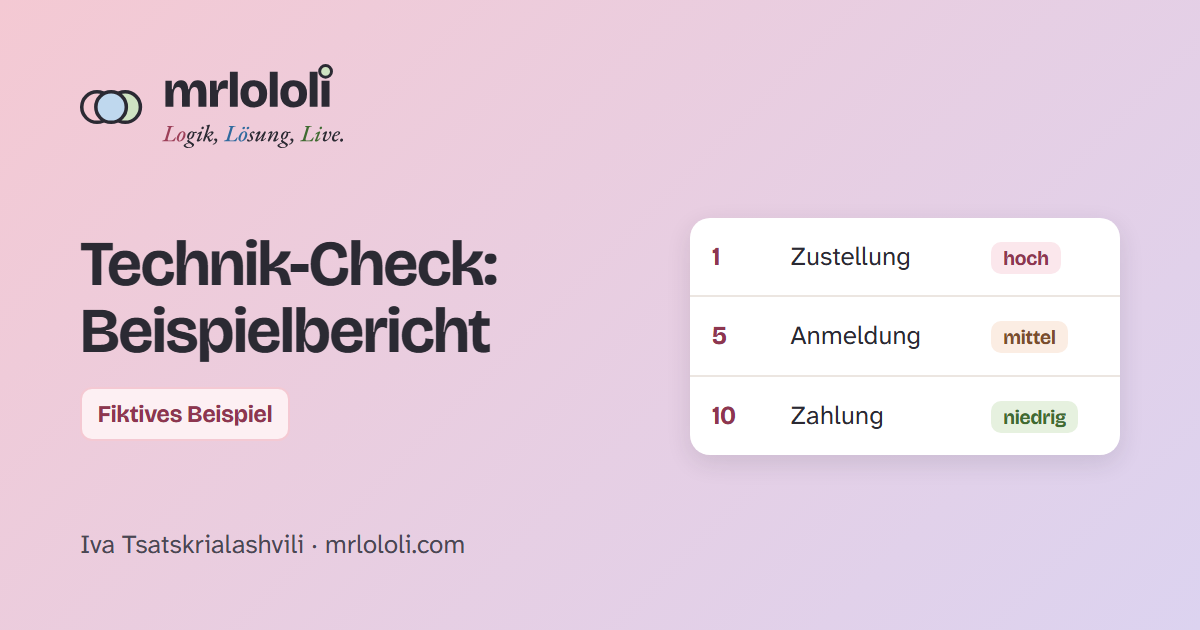 mrlololi
Logik, Lösung, Live.
Technik-Check:
Beispielbericht
Fiktives Beispiel
1 Zustellung hoch
5 Anmeldung mittel
10 Zahlung niedrig
Iva Tsatskrialashvili · mrlololi.com